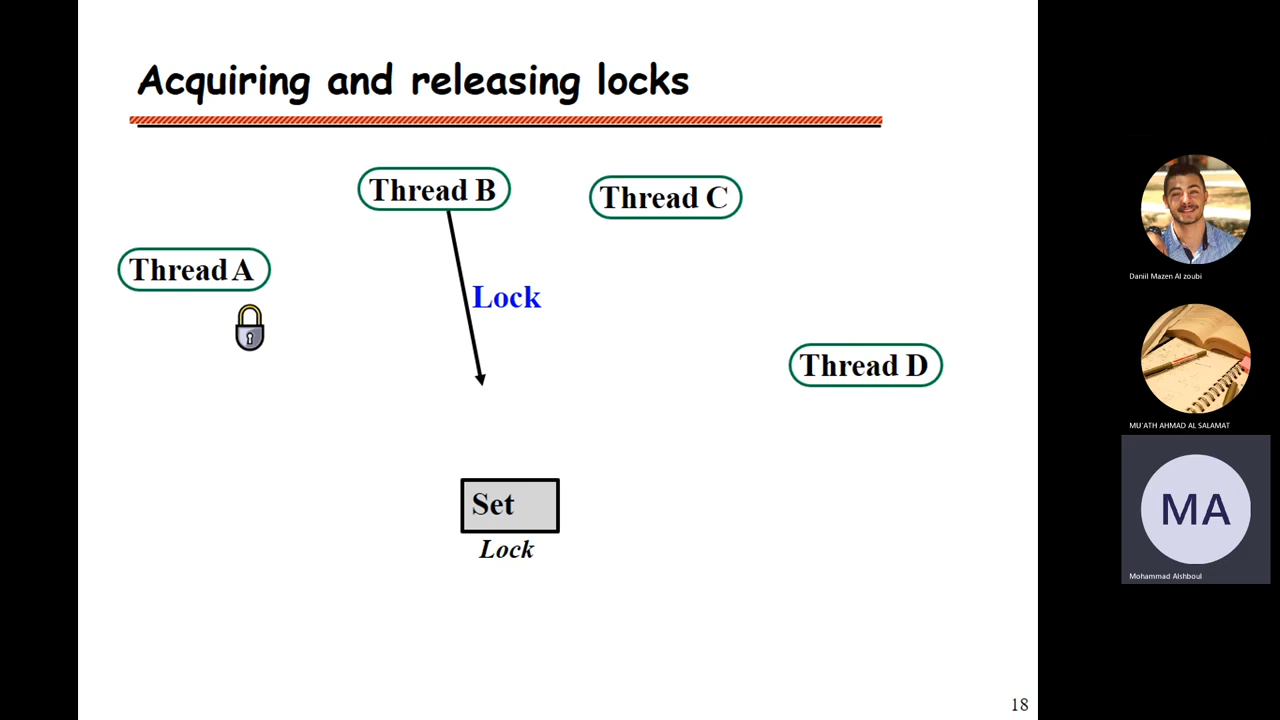 Acquiring and releasing locks
Thread B
Thread C
Thread A
Lock
Thread D
Set
Lock
18
Daniil Mazen Al zoubi
MU'ATH AHMAD AL SALAMAT
MA
Mohammad Alshboul